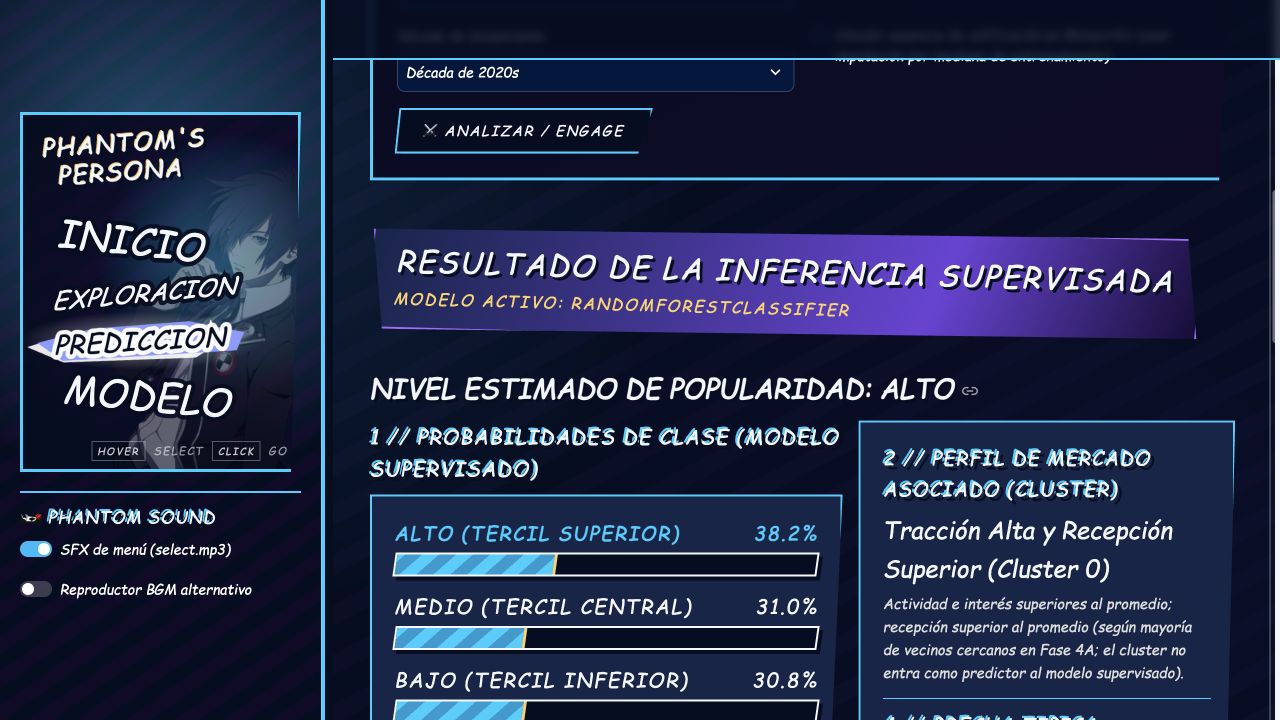 PHANTOM'S
PERSONA
INICIO
EXPLORACION
PREDICCION
MODELO
HOVER SELECT CLICK GO
PHANTOM SOUND
SFX de menú (select.mp3)
Reproductor BGM alternativo
Década de 2020s
ANALIZAR / ENGAGE
RESULTADO DE LA INFERENCIA SUPERVISADA
MODELO ACTIVO: RANDOMFORESTCLASSIFIER
NIVEL ESTIMADO DE POPULARIDAD: ALTO
1 // PROBABILIDADES DE CLASE (MODELO
SUPERVISADO)
ALTO (TERCIL SUPERIOR) 38.2%
MEDIO (TERCIL CENTRAL) 31.0%
BAJO (TERCIL INFERIOR) 30.8%
2 // PERFIL DE MERCADO
ASOCIADO (CLUSTER)
Tracción Alta y Recepción
Superior (Cluster 0)
Actividad e interés superiores al promedio;
recepción superior al promedio (según mayoría
de vecinos cercanos en Fase 4A; el cluster no
entra como predictor al modelo supervisado).